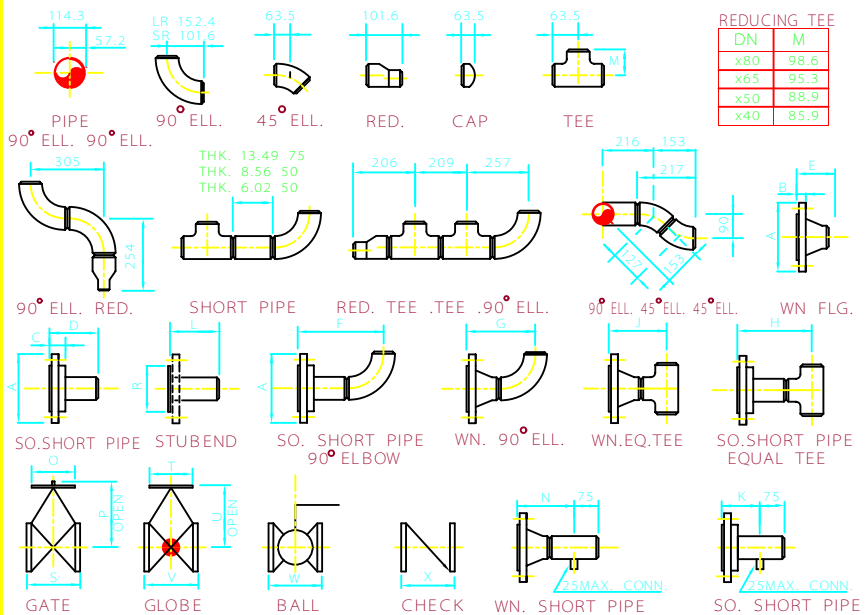 114.3
57.2
LR 152.4
SR 101.6
63.5
101.6
63.5
63.5
M
REDUCING TEE
DN M
x80 98.6
x65 95.3
x50 88.9
x40 85.9
PIPE
90° ELL.
45° ELL.
RED.
CAP
TEE
90° ELL. 90° ELL.
305
254
THK. 13.49 75
THK. 8.56 50
THK. 6.02 50
206
209
257
216
153
217
90
127
153
E
B
A
90° ELL. RED.
SHORT PIPE
RED. TEE .TEE .90° ELL.
90° ELL. 45° ELL. 45° ELL.
WN FLG.
D
C
A
L
R
F
A
G
J
H
SO.SHORT PIPE
STUBEND
SO. SHORT PIPE
90° ELBOW
WN. 90° ELL.
WN.EQ.TEE
SO.SHORT PIPE
EQUAL TEE
O
P
OPEN
S
T
U
OPEN
V
W
X
N
75
25MAX. CONN.
K
75
25MAX. CONN.
GATE
GLOBE
BALL
CHECK
WN. SHORT PIPE
SO. SHORT PIPE